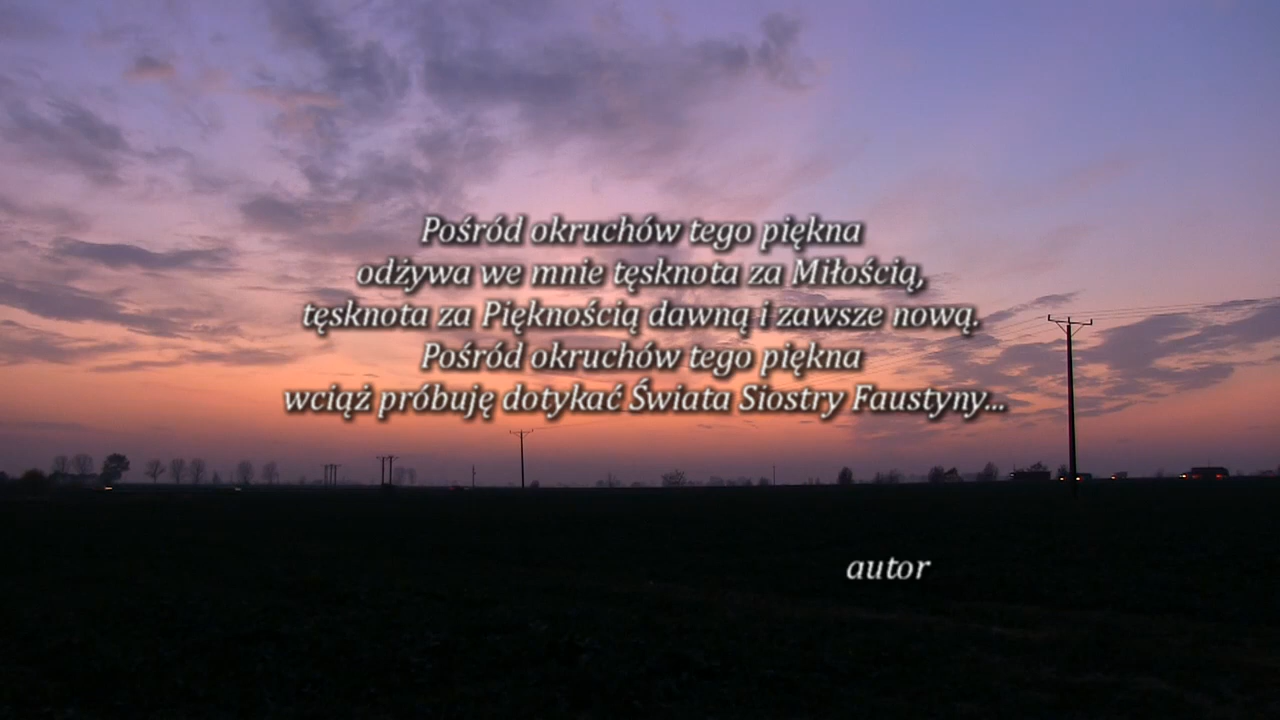 Pośród okruchów tego piękna
odżywa we mnie tęsknota za Miłością,
tęsknota za Pięknością dawną i zawsze nową.
Pośród okruchów tego piękna
wciąż próbuję dotykać Świata Siostry Faustyny...
autor